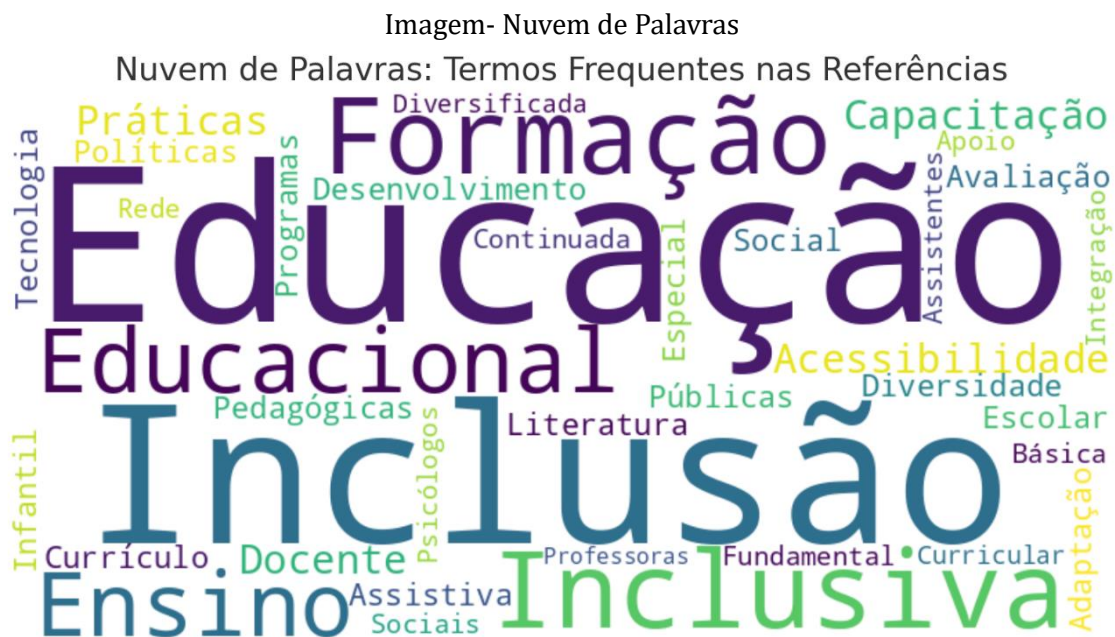 Imagem- Nuvem de Palavras
Nuvem de Palavras: Termos Frequentes nas Referências
Práticas
Formação
Diversificada
Capacitação
Políticas
Apoio
Tecnologia
Educação
Programas
Desenvolvimento
Avaliação
Rede
Continuada
Especial
Social
Assistentes
Integração
Educacional
Acessibilidade
Pedagógicas
Públicas
Diversidade
Inclusão
Literatura
Escolar
Psicólogos
Básica
Infantil
Currículo
Docente
Professoras
Fundamental
Curricular
Adaptação
Ensino
Assistiva
Inclusiva
Sociais